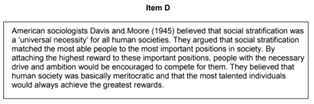 Item D
American sociologists Davis and Moore (1945) believed that social stratification was
a 'universal necessity' for all human societies. They argued that social stratification
matched the most able people to the most important positions in society. By
attaching the highest reward to these important positions, people with the necessary
drive and ambition would be encouraged to compete for them. They believed that
human society was basically meritocratic and that the most talented individuals
would always achieve the greatest rewards.